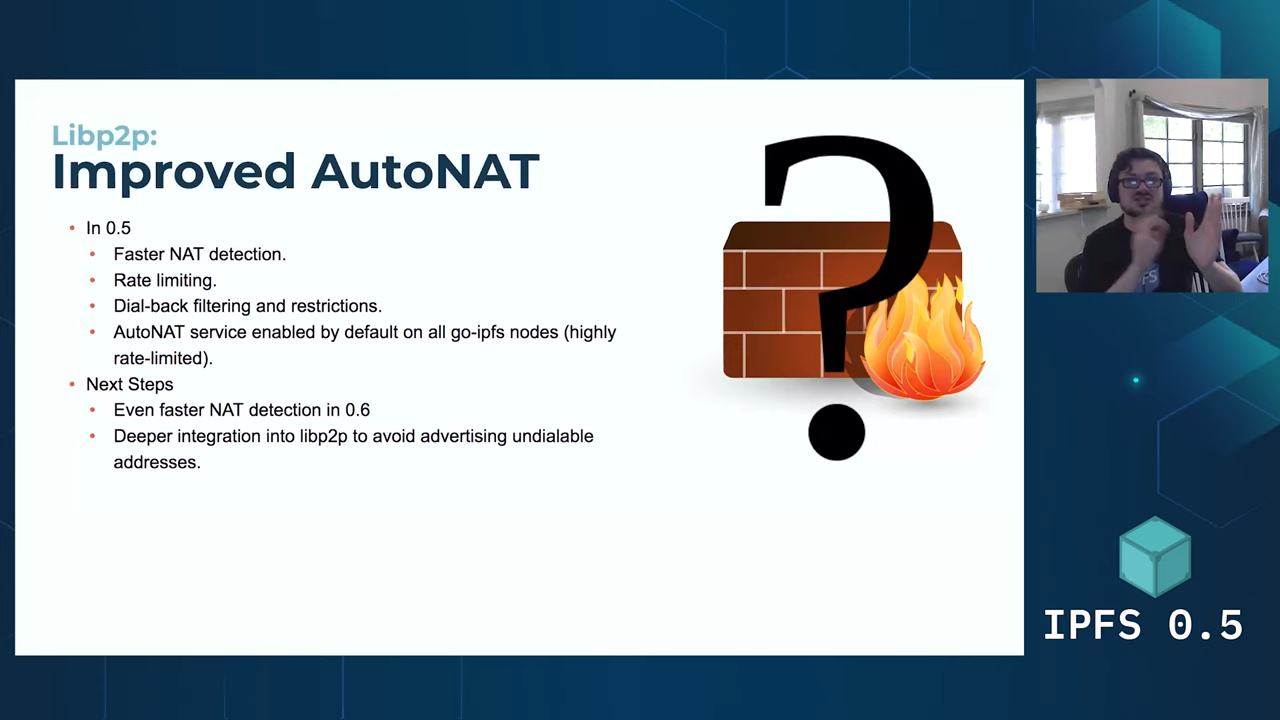 Libp2p:
Improved AutoNAT
• In 0.5
• Faster NAT detection.
• Rate limiting.
• Dial-back filtering and restrictions.
• AutoNAT service enabled by default on all go-ipfs nodes (highly
rate-limited).
• Next Steps
• Even faster NAT detection in 0.6
• Deeper integration into libp2p to avoid advertising undialable
addresses.
?
IPFS 0.5